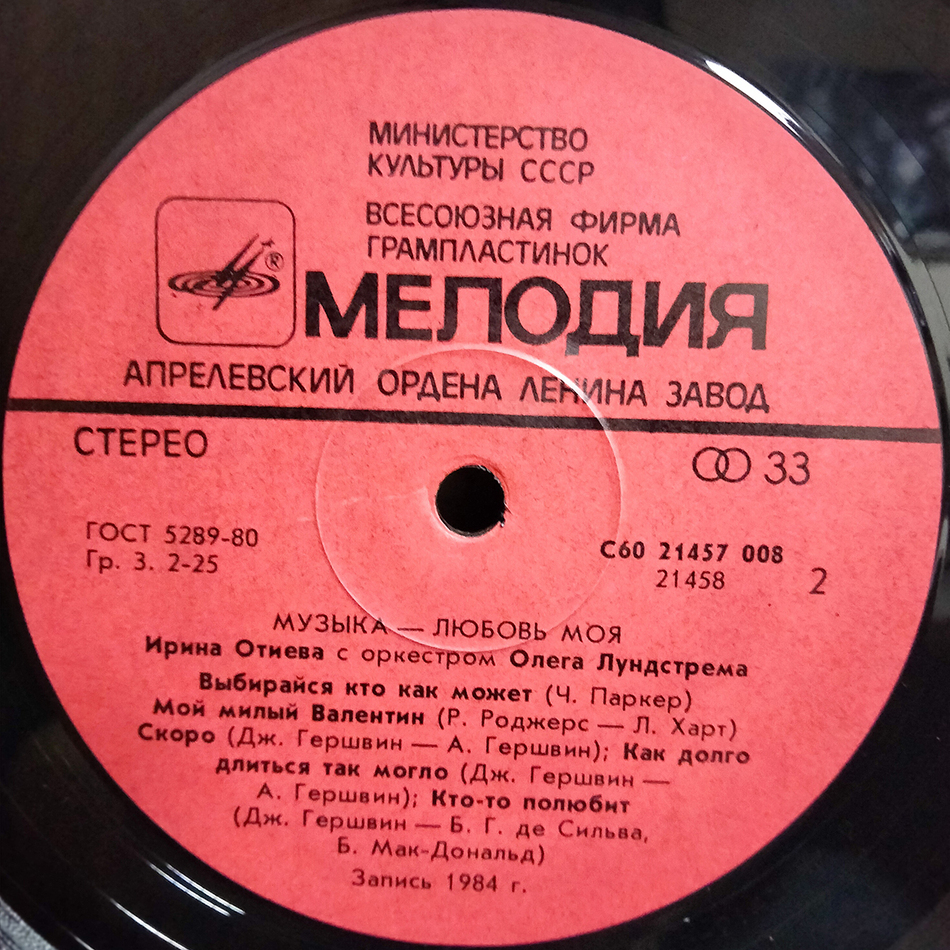 МИНИСТЕРСТВО
КУЛЬТУРЫ СССР
ВСЕСОЮЗНАЯ ФИРМА
ГРАМПЛАСТИНОК
®
МЕЛОДИЯ
АПРЕЛЕВСКИЙ ОРДЕНА ЛЕНИНА ЗАВОД
СТЕРЕО
33
ГОСТ 5289-80
Гр. 3. 2-25
С60 21457 008
21458
2
МУЗЫКА — ЛЮБОВЬ МОЯ
Ирина Отиева с оркестром Олега Лундстрема
Выбирайся кто как может (Ч. Паркер)
Мой милый Валентин (Р. Роджерс — Л. Харт)
Скоро (Дж. Гершвин — А. Гершвин); Как долго
длиться так могло (Дж. Гершвин —
А. Гершвин); Кто-то полюбит
(Дж. Гершвин — Б. Г. де Сильва,
Б. Мак-Дональд)
Запись 1984 г.